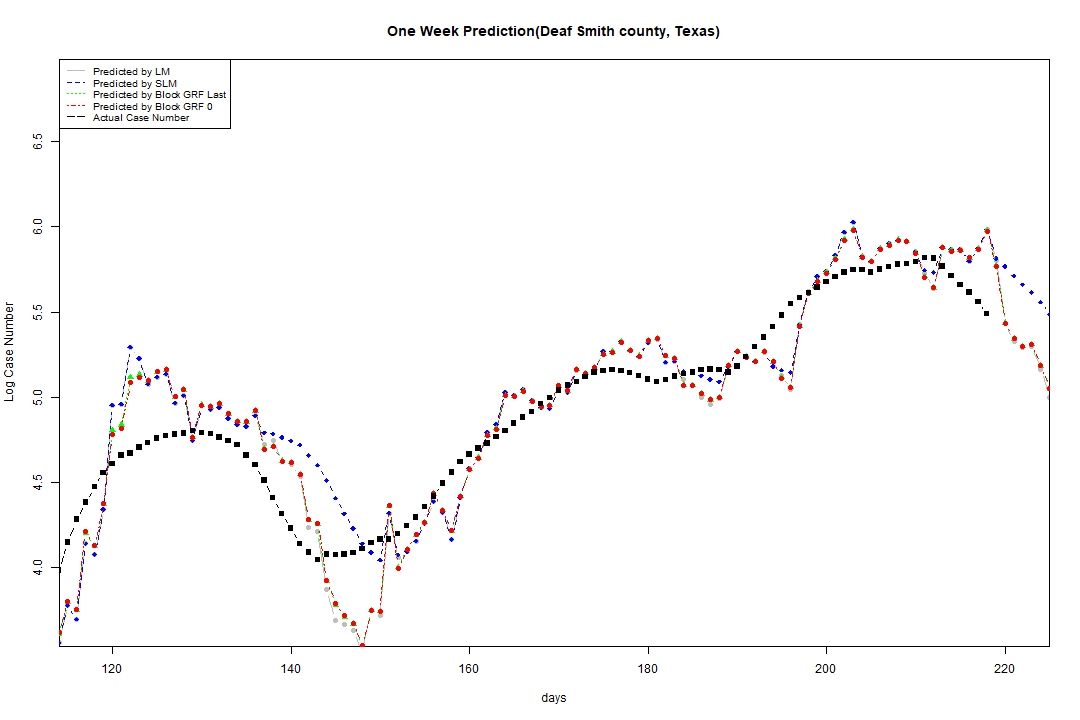 One Week Prediction(Deaf Smith county, Texas)
Predicted by LM
Predicted by SLM
Predicted by Block GRF Last
Predicted by Block GRF 0
Actual Case Number
6.5
6.0
5.5
5.0
4.5
4.0
Log Case Number
120 140 160 180 200 220
days